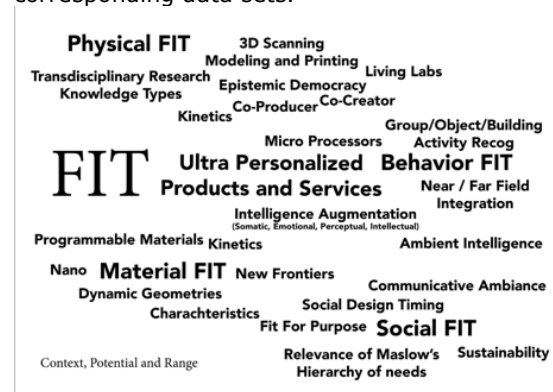 corresponding data sets.
Physical FIT
3D Scanning
Modeling and Printing
Living Labs
Transdisciplinary Research
Knowledge Types
Epistemic Democracy
Co-Producer
Co-Creator
Kinetics
Group/Object/Building
Activity Recog
Micro Processors
FIT
Ultra Personalized
Products and Services
Behavior FIT
Near / Far Field
Integration
Intelligence Augmentation
(Somatic, Emotional, Perceptual, Intellectual)
Programmable Materials
Kinetics
Ambient Intelligence
Nano
Material FIT
New Frontiers
Communicative Ambiance
Dynamic Geometries
Social Design Timing
Charachteristics
Fit For Purpose
Social FIT
Context, Potential and Range
Relevance of Maslow's
Hierarchy of needs
Sustainability